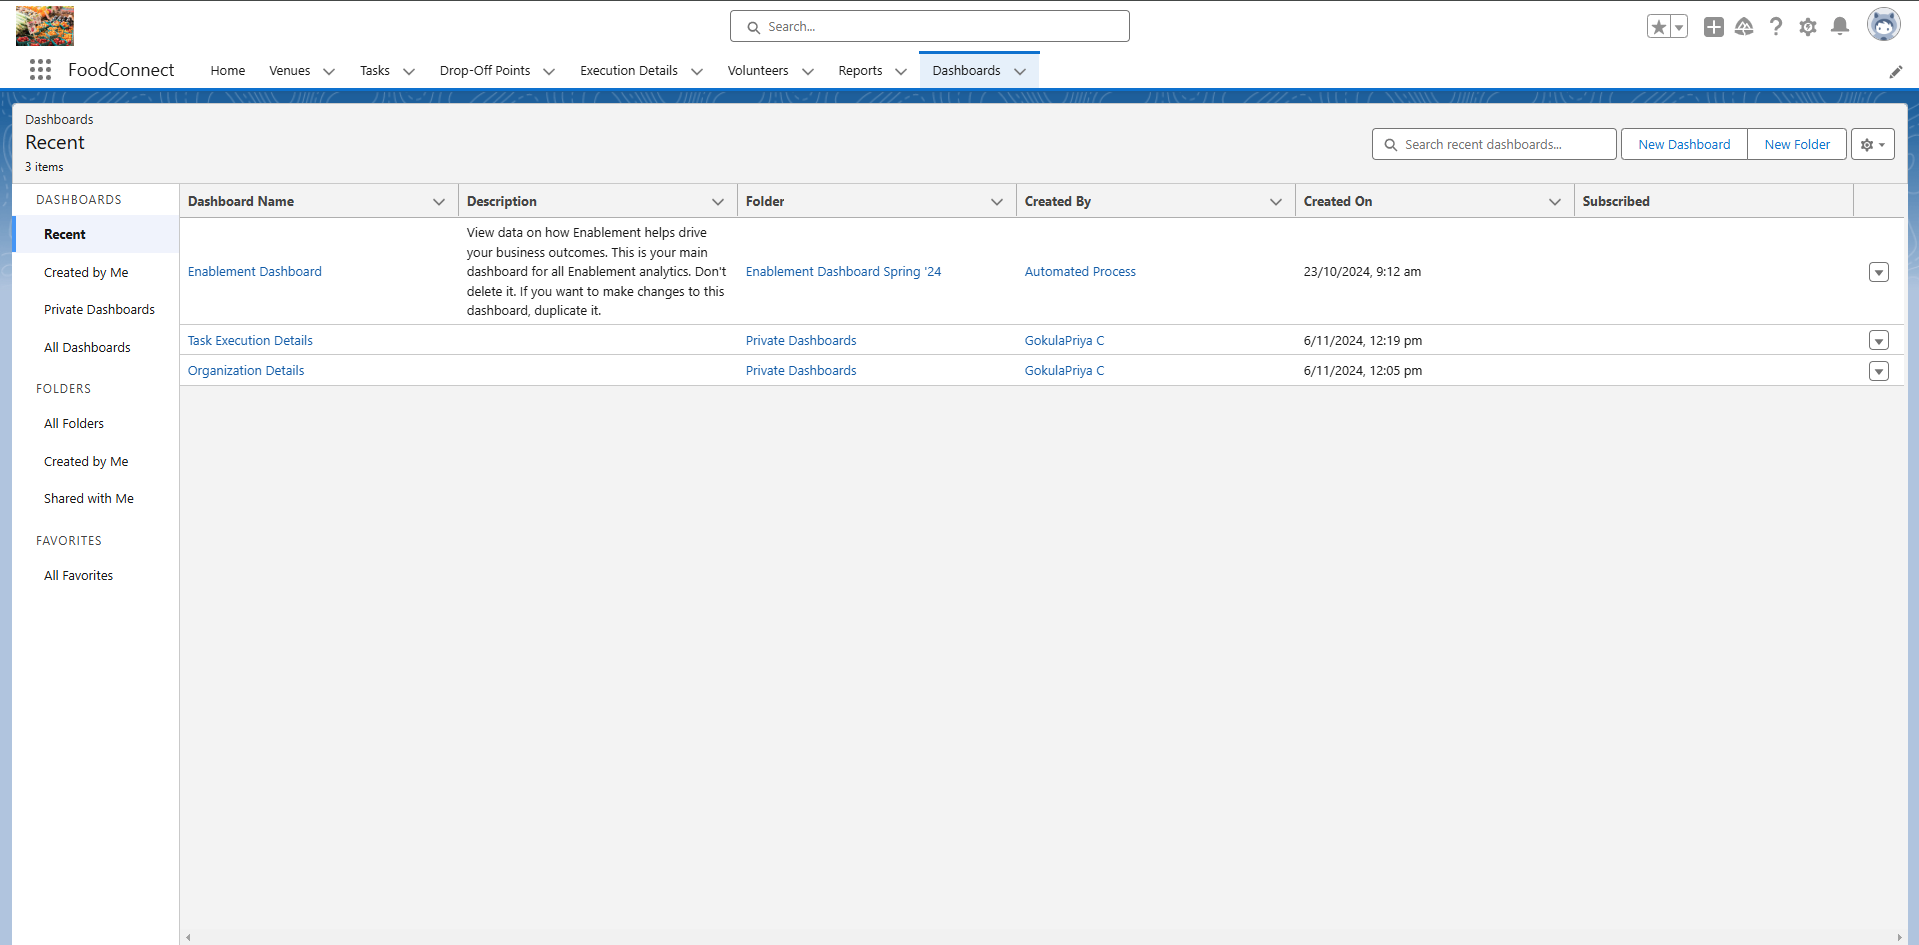 Search...
FoodConnect
Home
Venues
Tasks
Drop-Off Points
Execution Details
Volunteers
Reports
Dashboards
Dashboards
Recent
3 items
Search recent dashboards...
New Dashboard
New Folder
DASHBOARDS
Recent
Created by Me
Private Dashboards
All Dashboards
FOLDERS
All Folders
Created by Me
Shared with Me
FAVORITES
All Favorites
Dashboard Name
Description
Folder
Created By
Created On
Subscribed
Enablement Dashboard
View data on how Enablement helps drive
your business outcomes. This is your main
dashboard for all Enablement analytics. Don't
delete it. If you want to make changes to this
dashboard, duplicate it.
Enablement Dashboard Spring '24
Automated Process
23/10/2024, 9:12 am
Task Execution Details
Private Dashboards
GokulaPriya C
6/11/2024, 12:19 pm
Organization Details
Private Dashboards
GokulaPriya C
6/11/2024, 12:05 pm